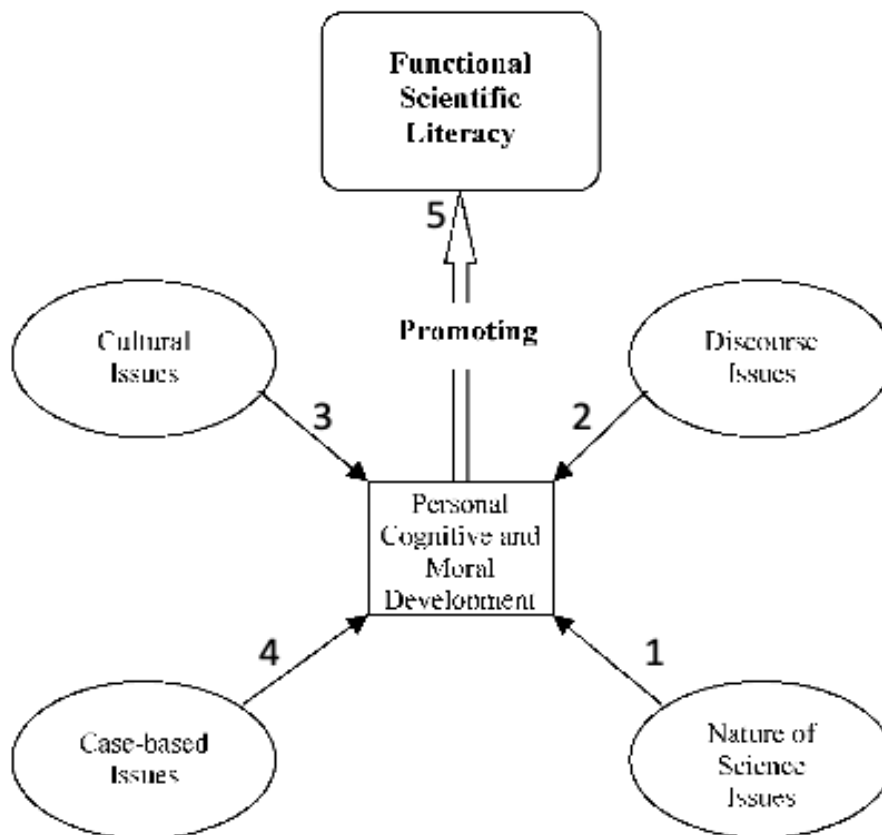 Functional
Scientific
Literacy
5
Promoting
Cultural
Issues
Discourse
Issues
3
2
Personal
Cognitive and
Moral
Development
4
1
Case-based
Issues
Nature of
Science
Issues